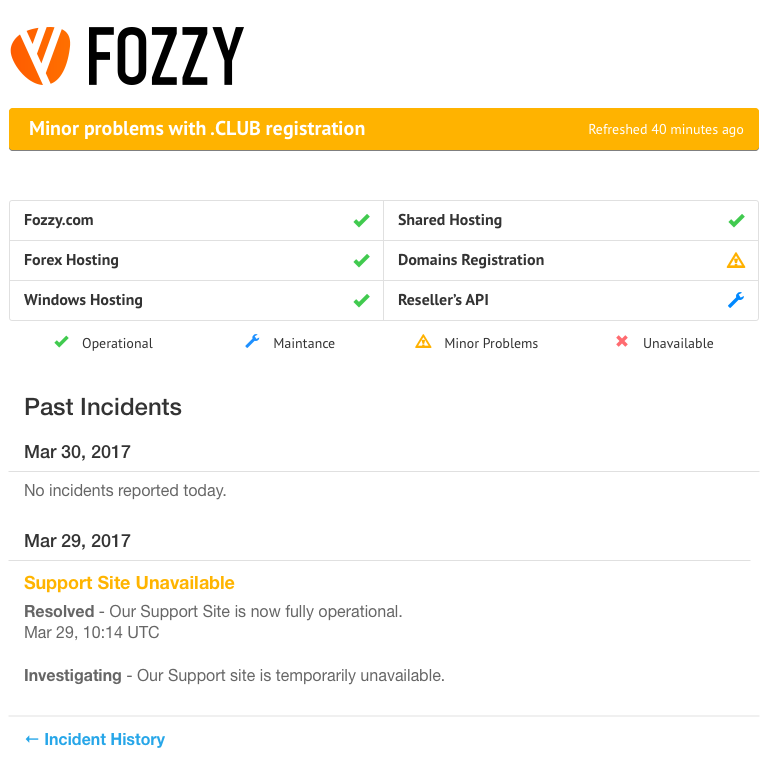 FOZZY
Minor problems with .CLUB registration Refreshed 40 minutes ago
Fozzy.com Shared Hosting
Forex Hosting Domains Registration
Windows Hosting Reseller's API
Operational Maintance Minor Problems Unavailable
Past Incidents
Mar 30, 2017
No incidents reported today.
Mar 29, 2017
Support Site Unavailable
Resolved - Our Support Site is now fully operational.
Mar 29, 10:14 UTC
Investigating - Our Support site is temporarily unavailable.
← Incident History